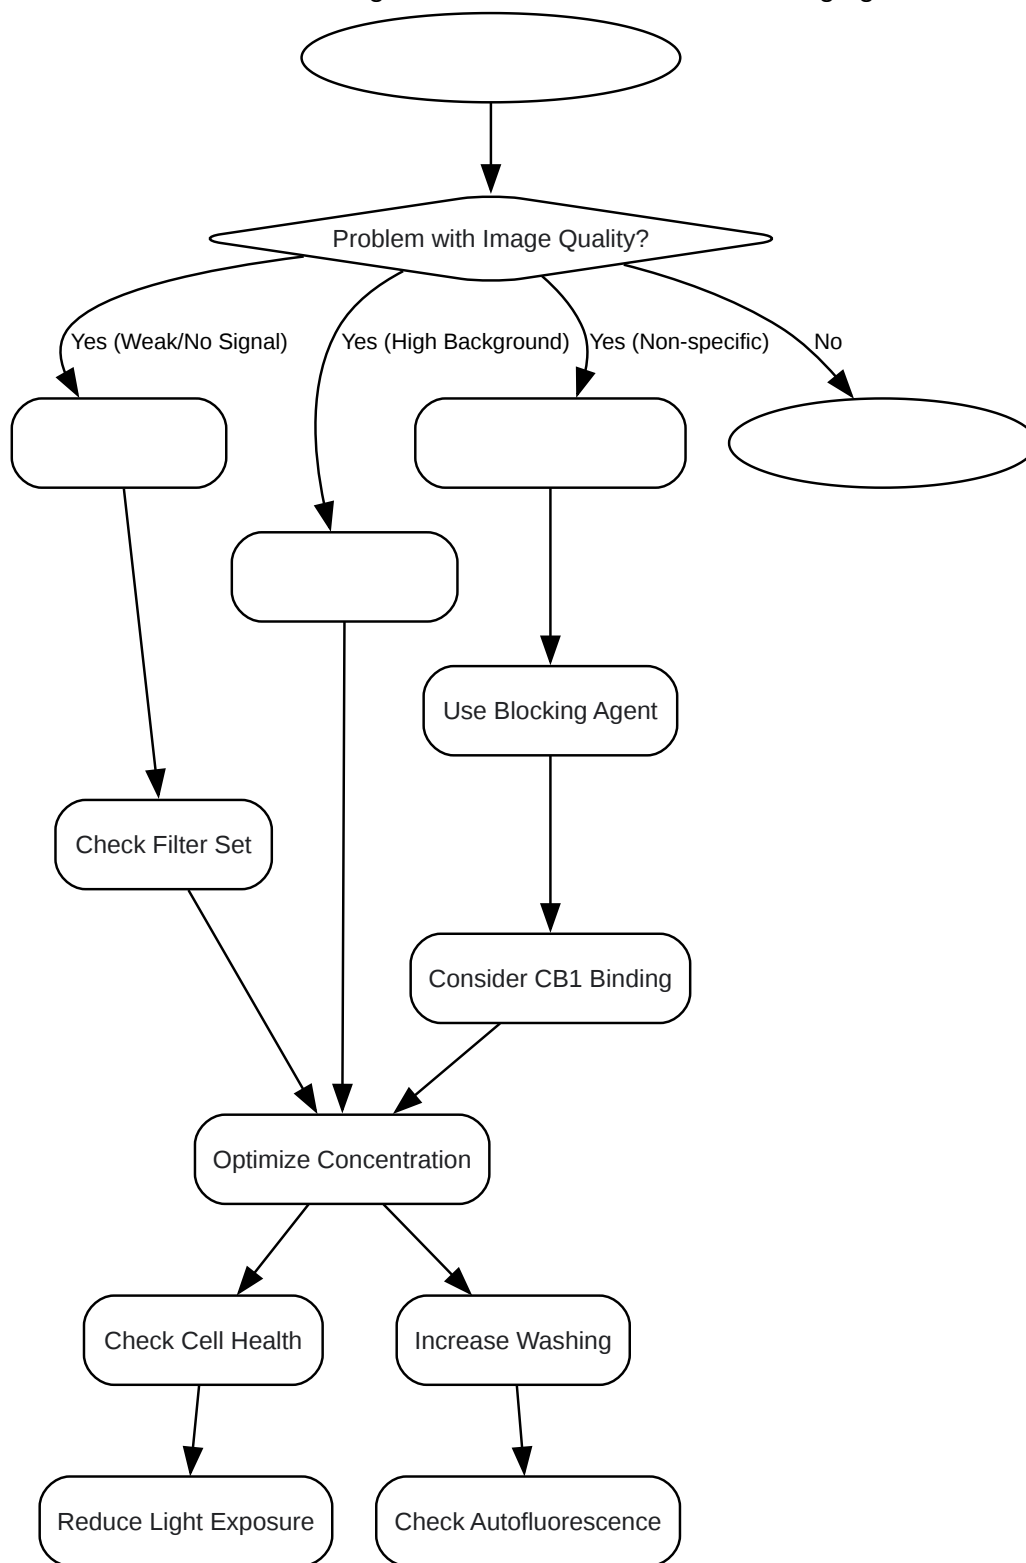 Problem with Image Quality?
Yes (Weak/No Signal)
Yes (High Background)
Yes (Non-specific)
No
Use Blocking Agent
Check Filter Set
Consider CB1 Binding
Optimize Concentration
Check Cell Health
Increase Washing
Reduce Light Exposure
Check Autofluorescence